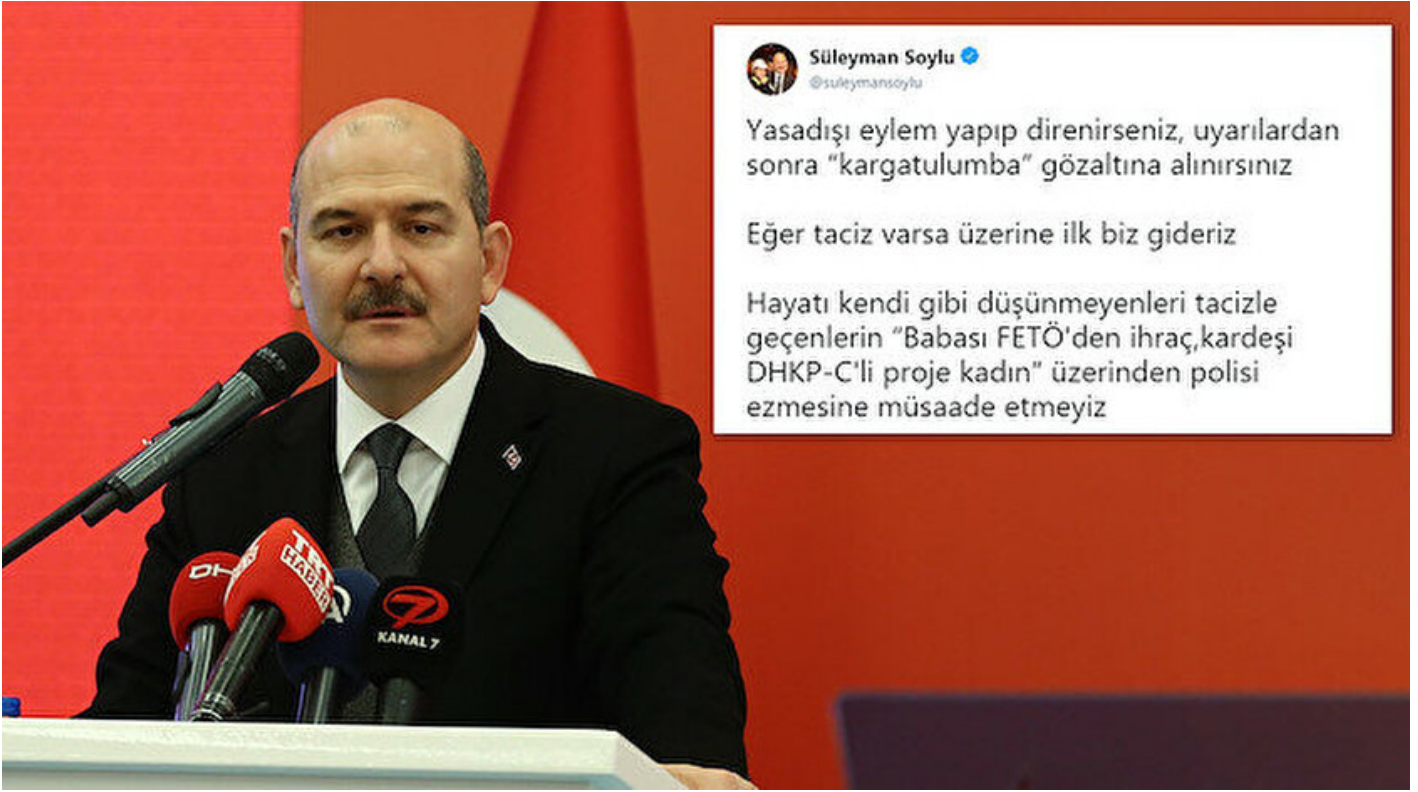 Süleyman Soylu
@suleymansoylu
Yasadışı eylem yapıp direnirseniz, uyarılardan
sonra “kargatulumba” gözaltına alınırsınız
Eğer taciz varsa üzerine ilk biz gideriz
Hayatı kendi gibi düşünmeyenleri tacizle
geçenlerin “Babası FETÖ'den ihraç,kardeşi
DHKP-C'li proje kadın” üzerinden polisi
ezmesine müsaade etmeyiz
DH
TRT
HABER
7
KANAL 7